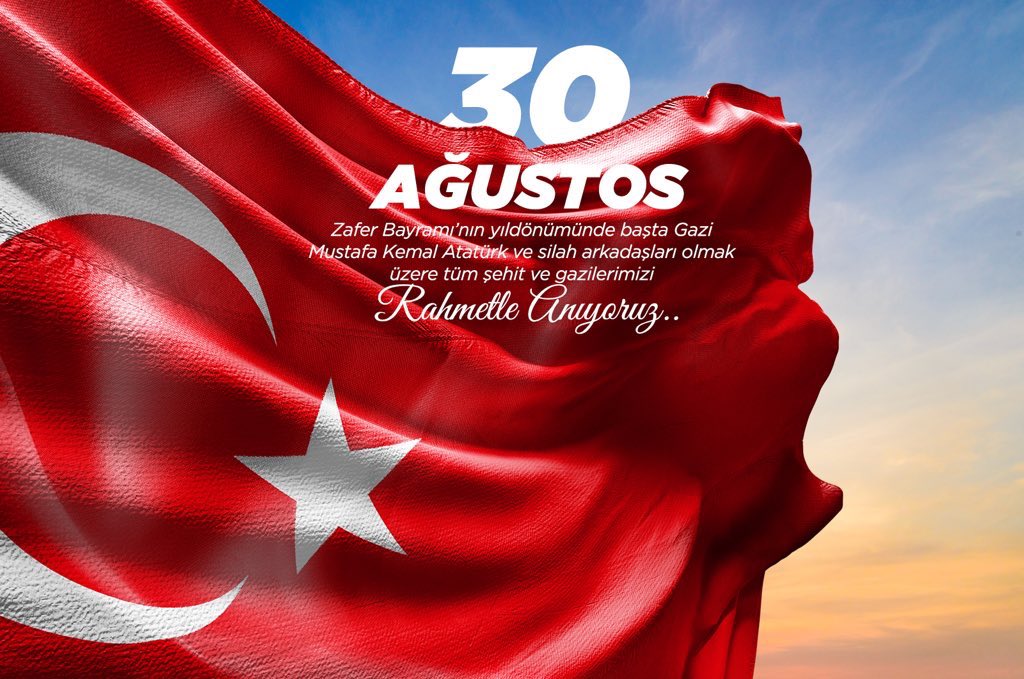 30
AĞUSTOS
Zafer Bayramı'nın yıldönümünde başta Gazi
Mustafa Kemal Atatürk ve silah arkadaşları olmak
üzere tüm şehit ve gazilerimizi
Rahmetle Anıyoruz..